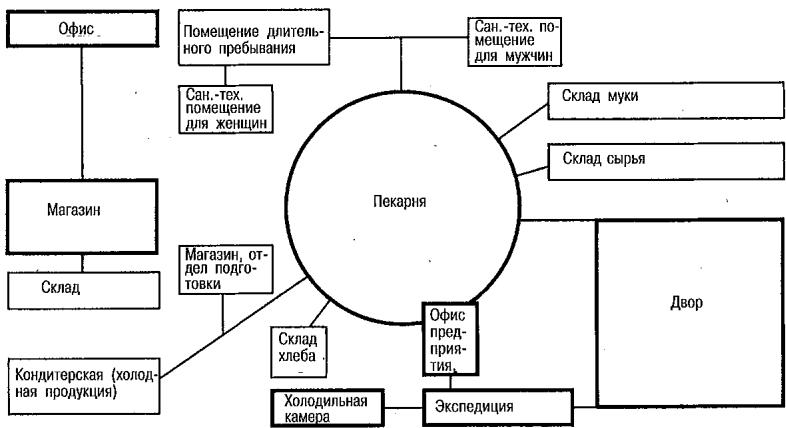 Офис
Помещение длитель-
ного пребывания
Сан.-тех. по-
мещение
для мужчин
Сан.-тех.
помещение
для женщин
Склад муки
Склад сырья
Пекарня
Магазин
Склад
Магазин, от-
дел подго-
товки
Двор
Офис
пред-
прия-
тия
Склад
хлеба
Кондитерская (холод-
ная продукция)
Холодильная
камера
Экспедиция